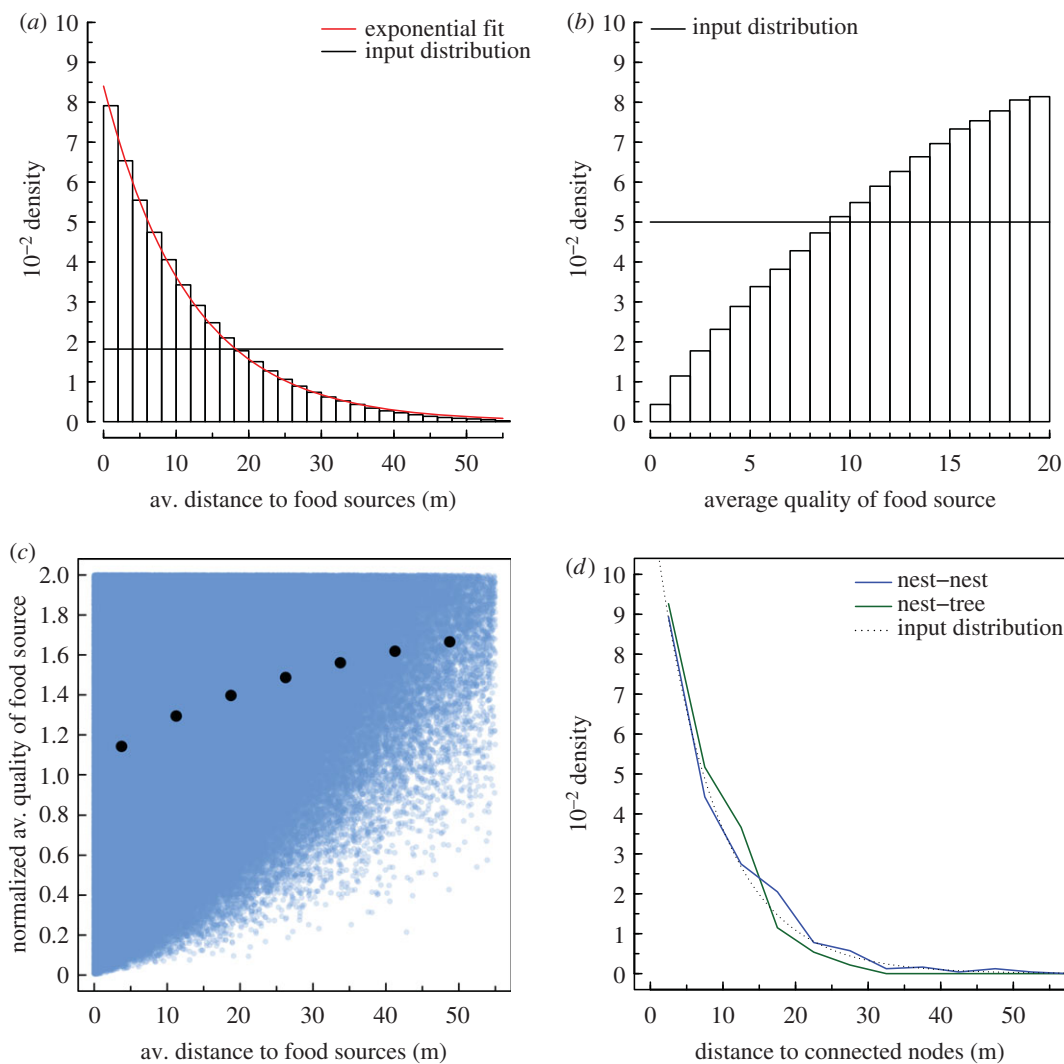 (a)
10
9
8
7
6
5
4
3
2
1
0
10⁻² density
exponential fit
input distribution
0 10 20 30 40 50
av. distance to food sources (m)
(b)
10
9
8
7
6
5
4
3
2
1
0
10⁻² density
input distribution
0 5 10 15 20
average quality of food source
(c)
2.0
1.8
1.6
1.4
1.2
1.0
0.8
0.6
0.4
0.2
0
normalized av. quality of food source
0 10 20 30 40 50
av. distance to food sources (m)
(d)
10
9
8
7
6
5
4
3
2
1
0
10⁻² density
nest–nest
nest–tree
input distribution
0 10 20 30 40 50
distance to connected nodes (m)